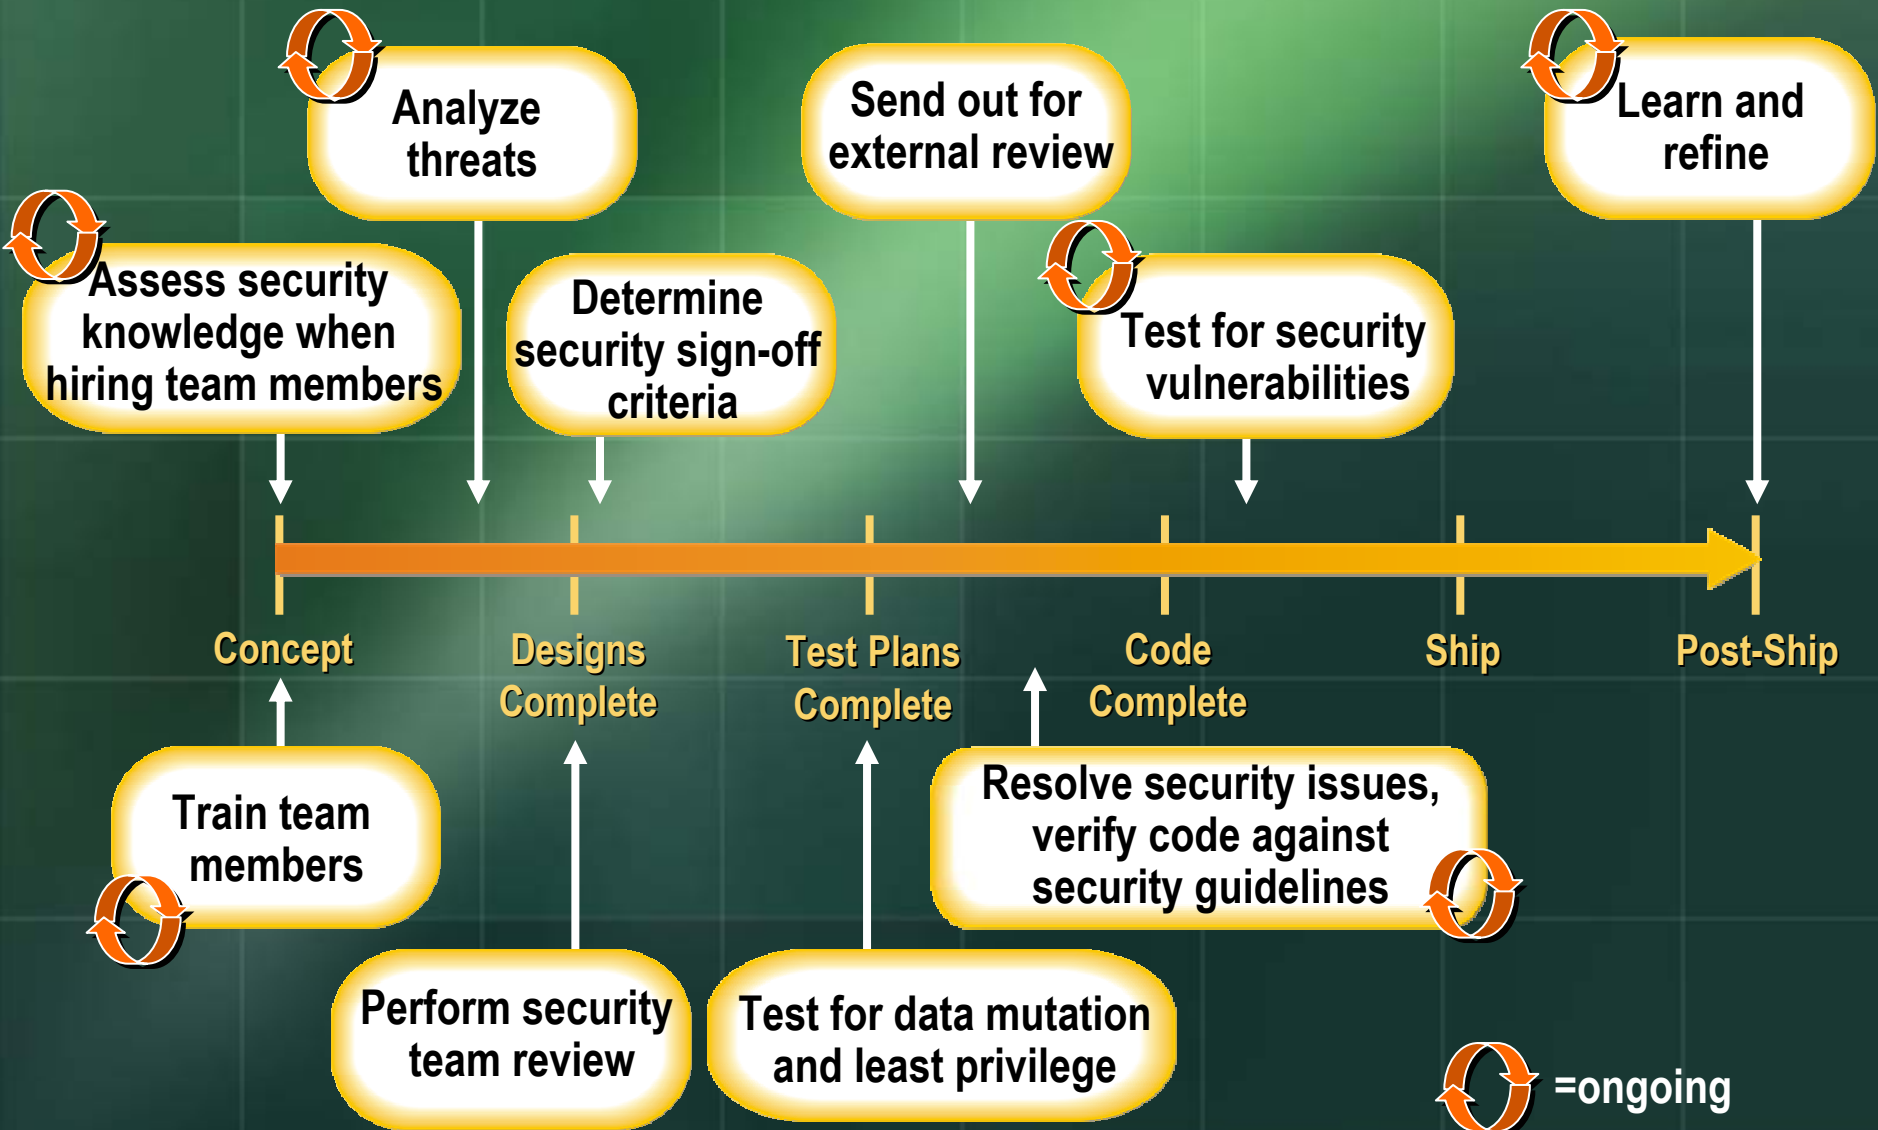 Analyze
threats
Send out for
external review
Learn and
refine
Assess security
knowledge when
hiring team members
Determine
security sign-off
criteria
Test for security
vulnerabilities
Concept
Designs
Complete
Test Plans
Complete
Code
Complete
Ship
Post-Ship
Train team
members
Resolve security issues,
verify code against
security guidelines
Perform security
team review
Test for data mutation
and least privilege
=ongoing